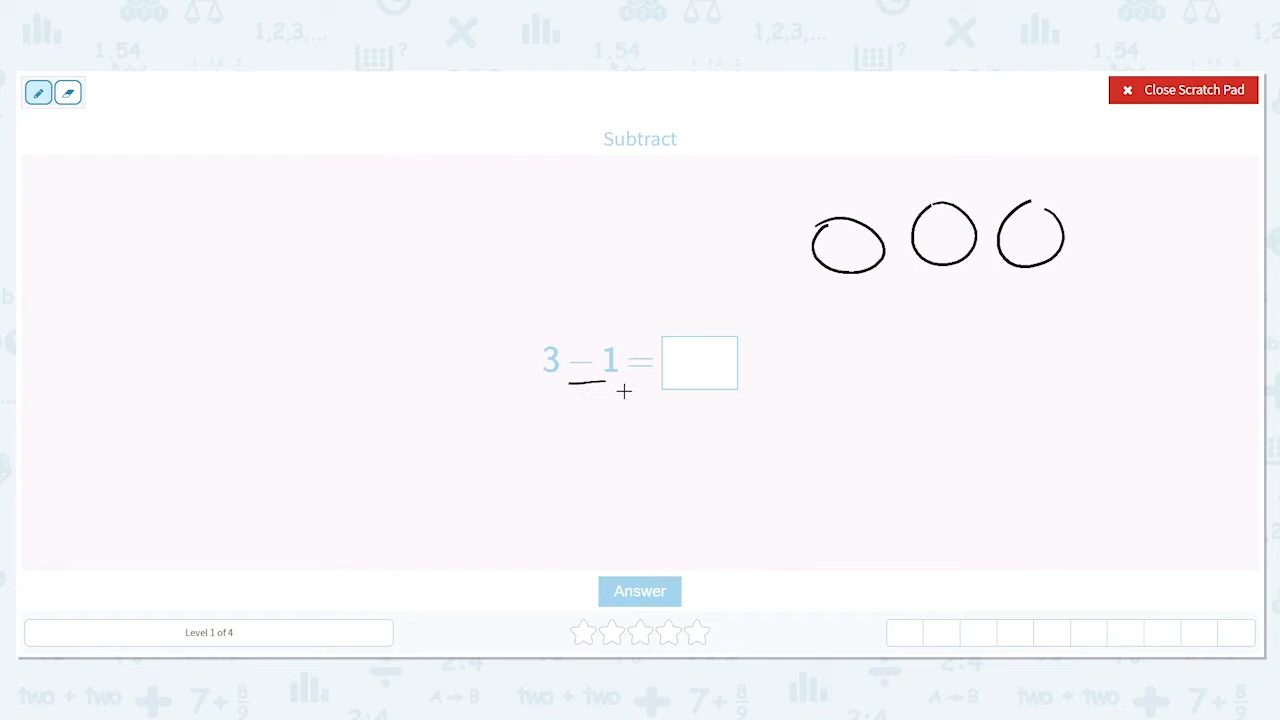 Close Scratch Pad
Subtract
3 − 1 =
Answer
Level 1 of 4